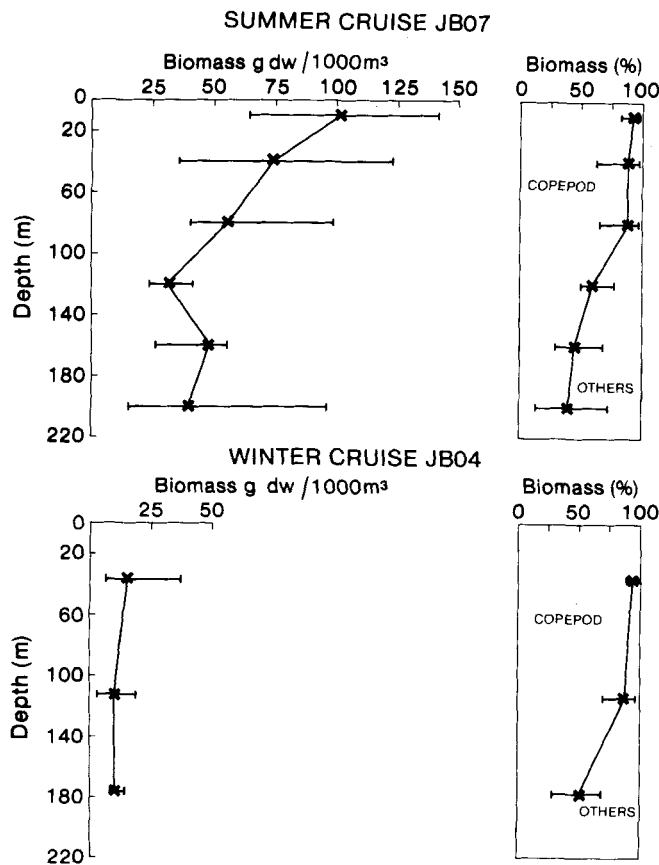 SUMMER CRUISE JB07
Biomass g dw/1000m³
25 50 75 100 125 150
0
20
60
100
140
180
220
Depth (m)
Biomass (%)
0 50 100
COPEPOD
OTHERS
WINTER CRUISE JB04
Biomass g dw/1000m³
25 50
0
20
60
100
140
180
220
Depth (m)
Biomass (%)
0 50 100
COPEPOD
OTHERS